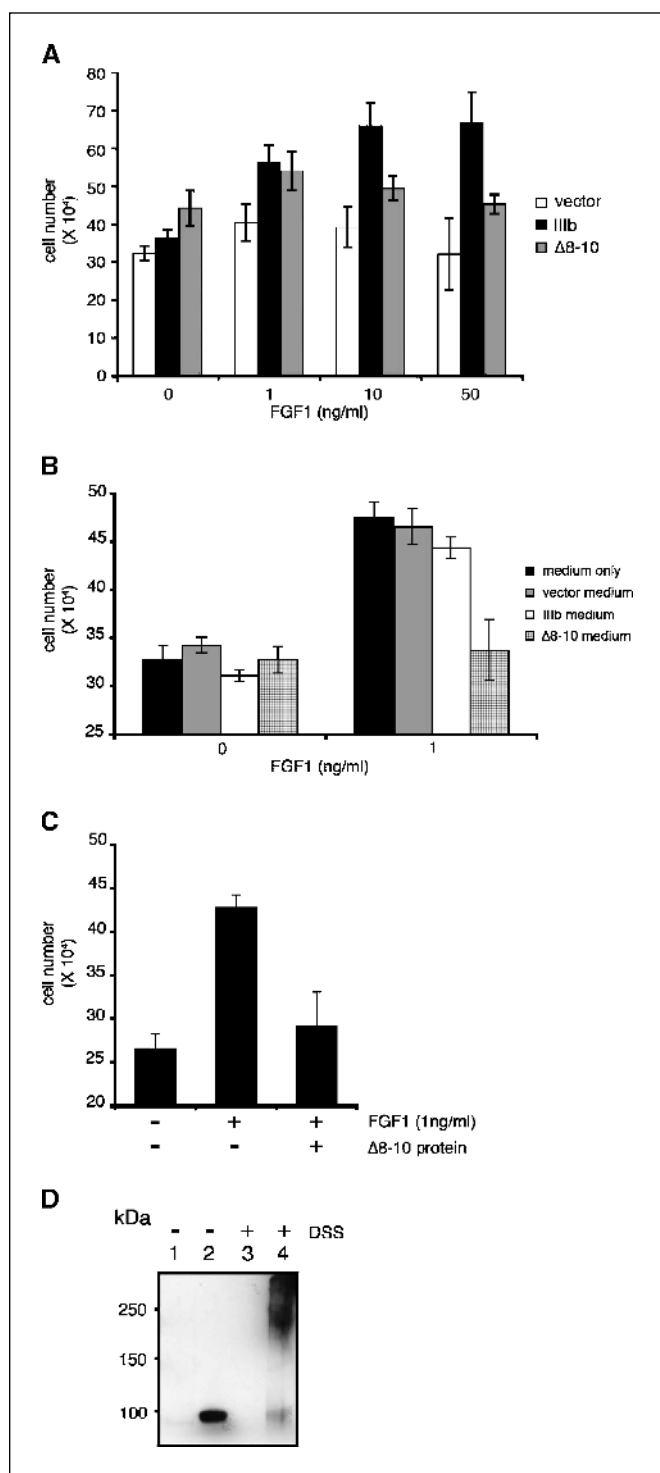 A
cell number
(X 10⁴)
80
70
60
50
40
30
20
10
0
0 1 10 50
FGF1 (ng/ml)
vector
IIIb
Δ8-10
B
cell number
(X 10⁴)
50
45
40
35
30
25
0 1
FGF1 (ng/ml)
medium only
vector medium
IIIb medium
Δ8-10 medium
C
cell number
(X 10⁴)
50
45
40
35
30
25
20
- + + FGF1 (1ng/ml)
- - + Δ8-10 protein
D
kDa
- - + + DSS
1 2 3 4
250
150
100